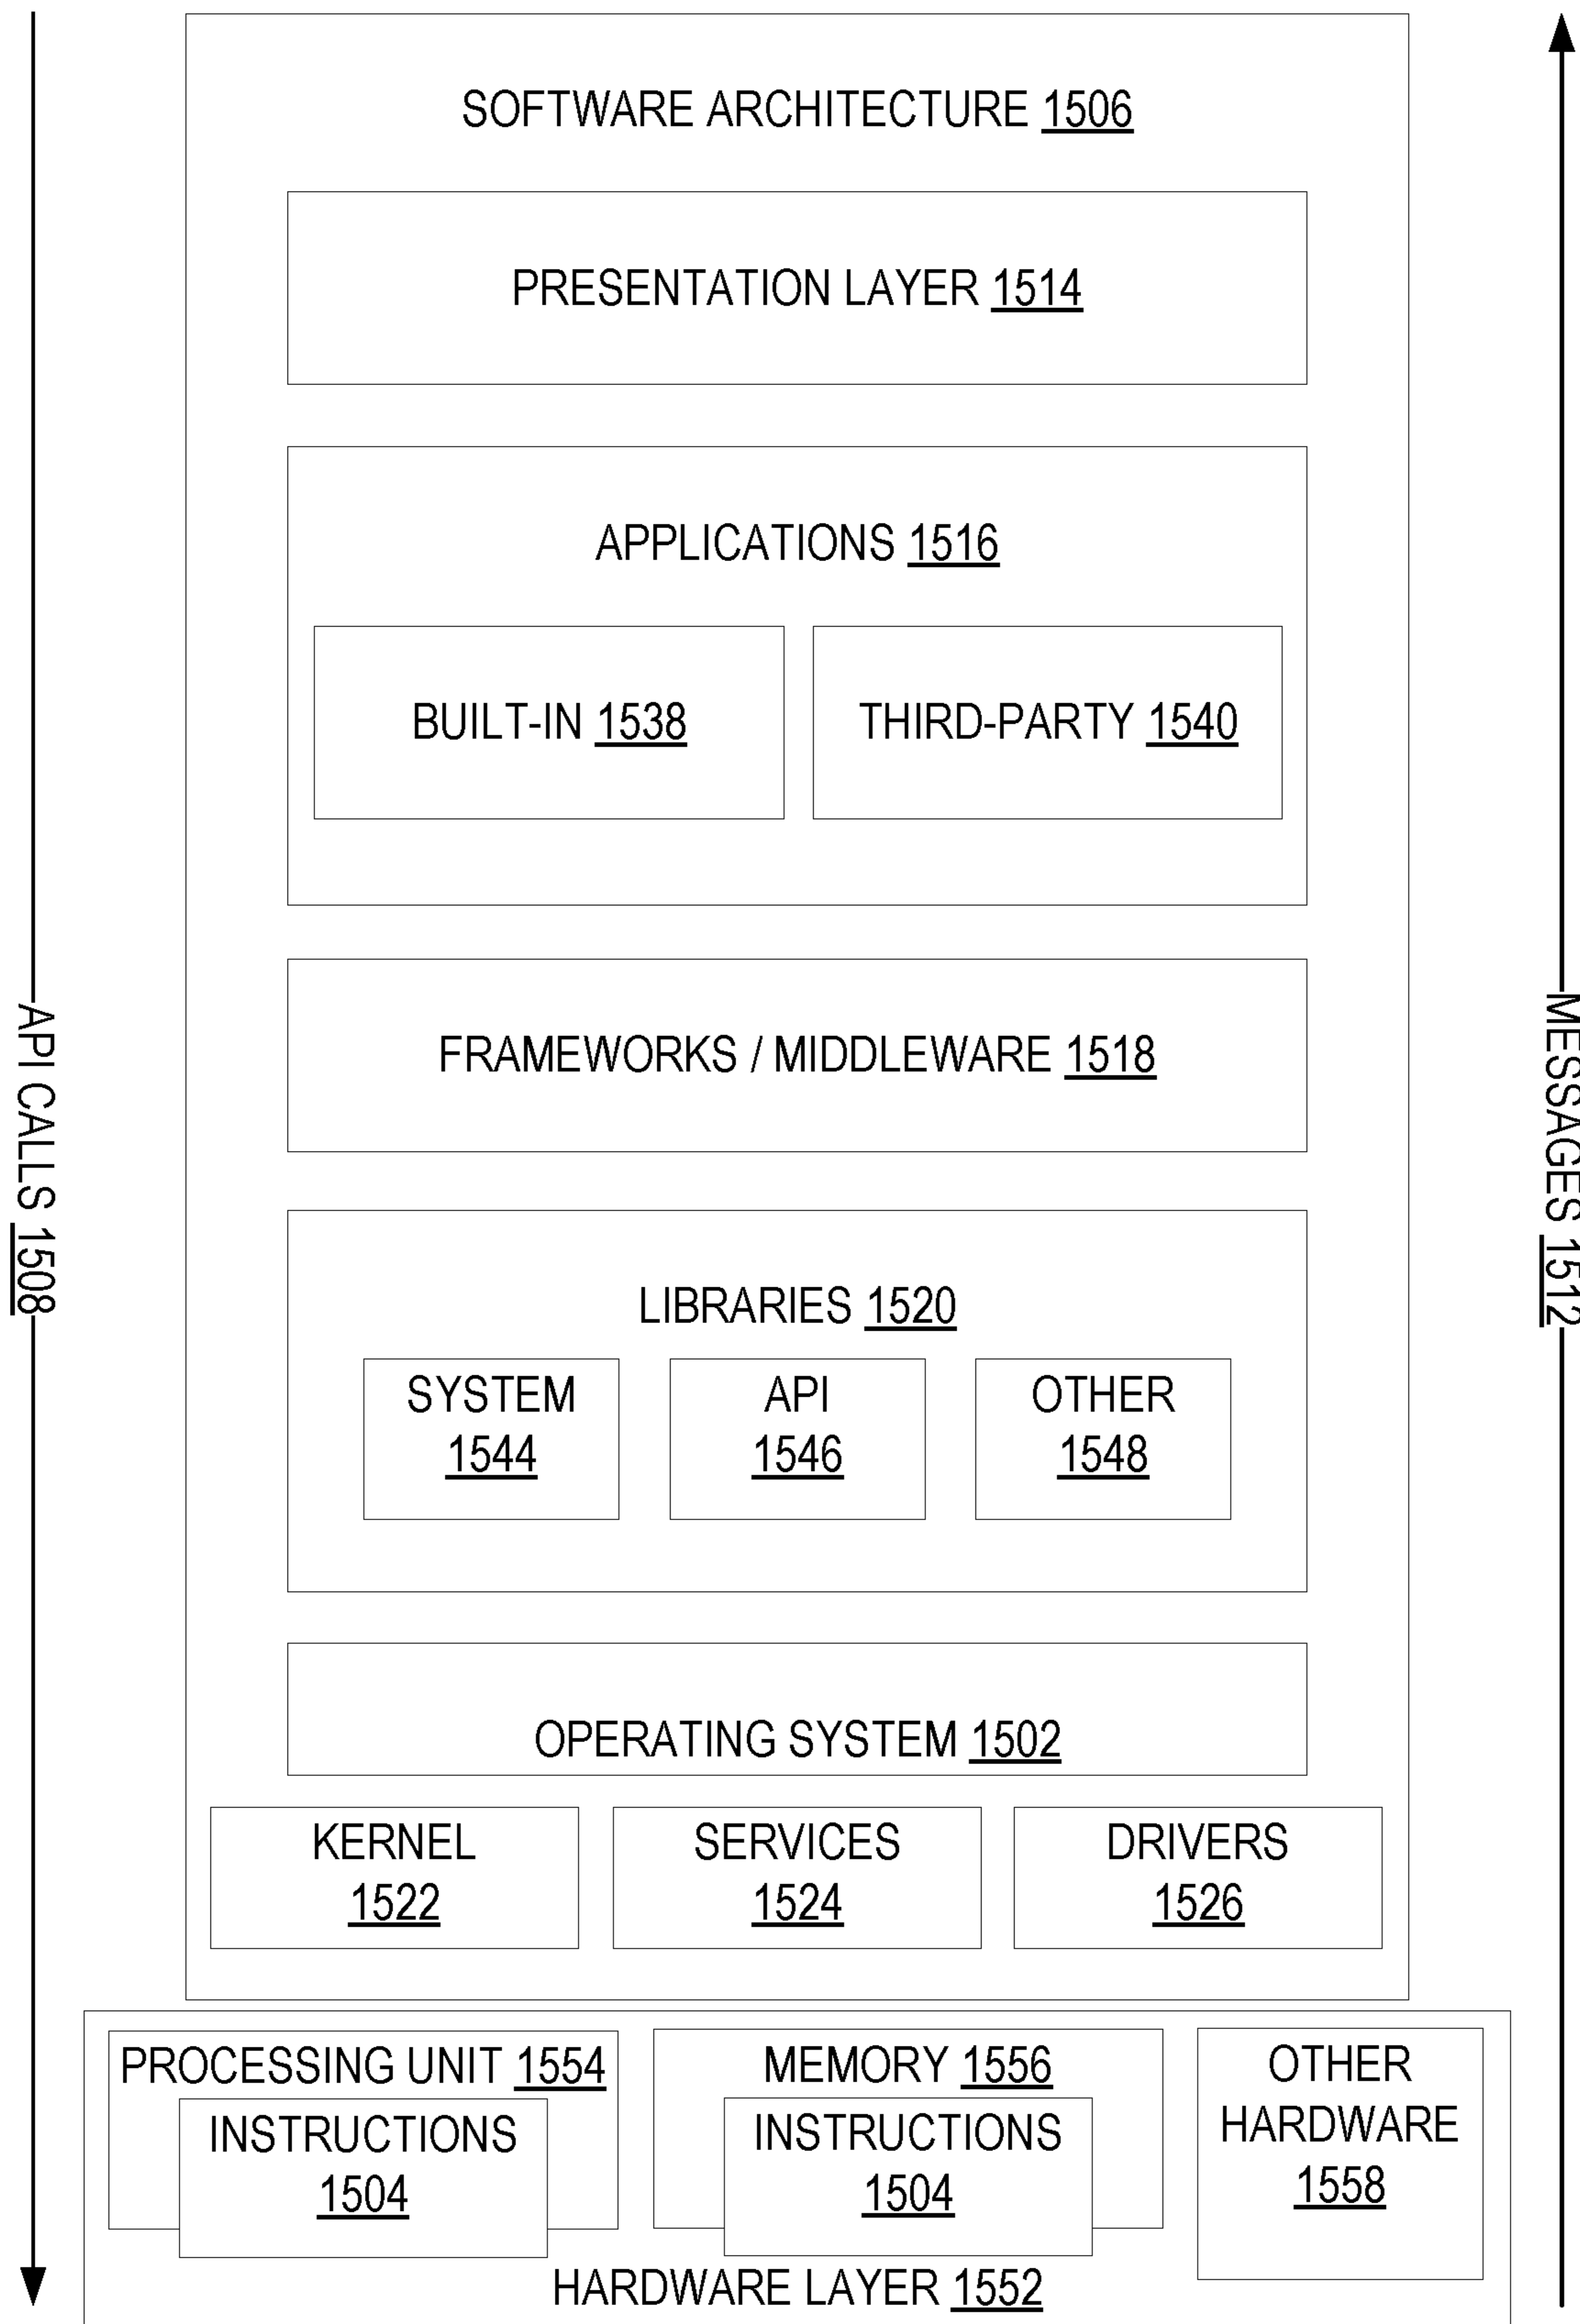 SOFTWARE ARCHITECTURE 1506
PRESENTATION LAYER 1514
APPLICATIONS 1516
BUILT-IN 1538
THIRD-PARTY 1540
FRAMEWORKS / MIDDLEWARE 1518
API CALLS 1508
MESSAGES 1512
LIBRARIES 1520
SYSTEM
1544
API
1546
OTHER
1548
OPERATING SYSTEM 1502
KERNEL
1522
SERVICES
1524
DRIVERS
1526
PROCESSING UNIT 1554
INSTRUCTIONS
1504
MEMORY 1556
INSTRUCTIONS
1504
OTHER
HARDWARE
1558
HARDWARE LAYER 1552